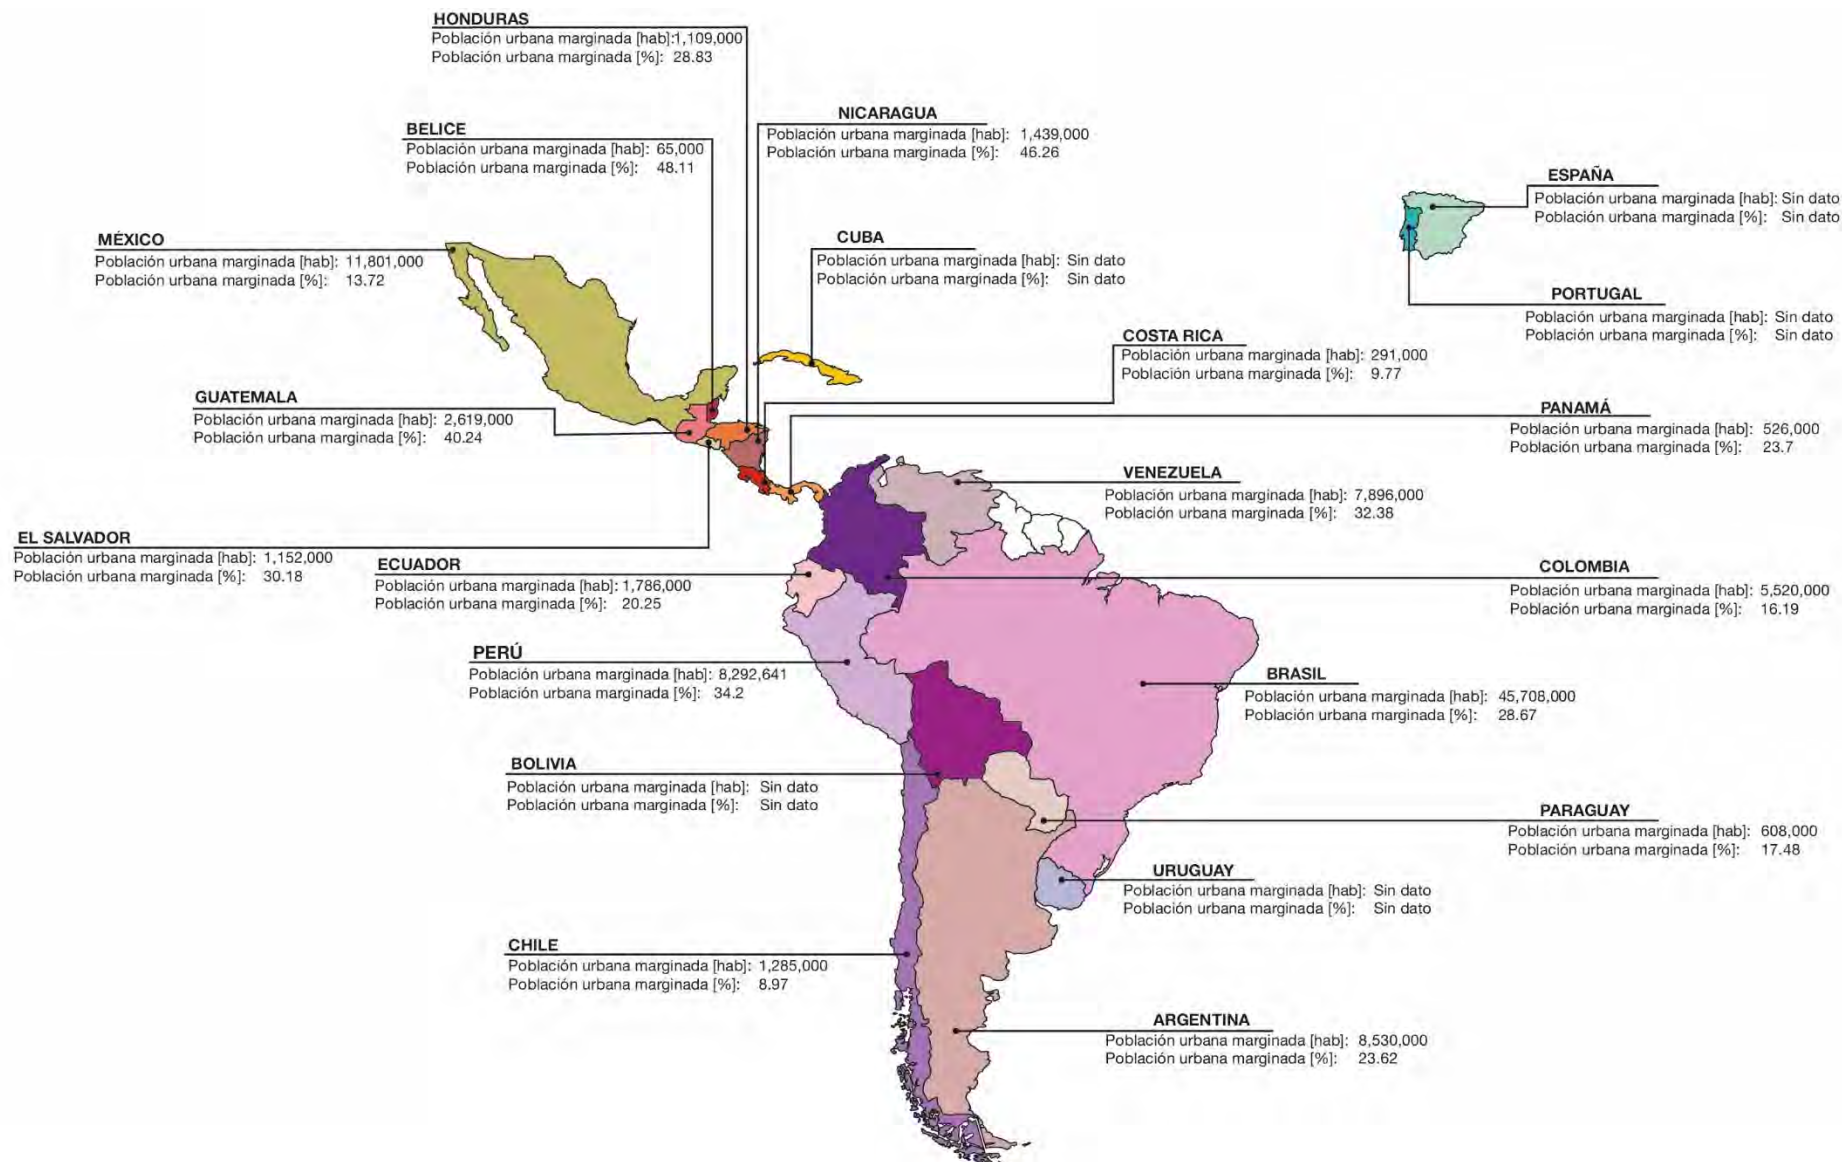 HONDURAS
Población urbana marginada [hab]:1,109,000
Población urbana marginada [%]: 28.83
NICARAGUA
Población urbana marginada [hab]: 1,439,000
Población urbana marginada [%]: 46.26
BELICE
Población urbana marginada [hab]: 65,000
Población urbana marginada [%]: 48.11
ESPAÑA
Población urbana marginada [hab]: Sin dato
Población urbana marginada [%]: Sin dato
MÉXICO
Población urbana marginada [hab]: 11,801,000
Población urbana marginada [%]: 13.72
CUBA
Población urbana marginada [hab]: Sin dato
Población urbana marginada [%]: Sin dato
PORTUGAL
Población urbana marginada [hab]: Sin dato
Población urbana marginada [%]: Sin dato
COSTA RICA
Población urbana marginada [hab]: 291,000
Población urbana marginada [%]: 9.77
GUATEMALA
Población urbana marginada [hab]: 2,619,000
Población urbana marginada [%]: 40.24
PANAMÁ
Población urbana marginada [hab]: 526,000
Población urbana marginada [%]: 23.7
VENEZUELA
Población urbana marginada [hab]: 7,896,000
Población urbana marginada [%]: 32.38
EL SALVADOR
Población urbana marginada [hab]: 1,152,000
Población urbana marginada [%]: 30.18
ECUADOR
Población urbana marginada [hab]: 1,786,000
Población urbana marginada [%]: 20.25
COLOMBIA
Población urbana marginada [hab]: 5,520,000
Población urbana marginada [%]: 16.19
PERÚ
Población urbana marginada [hab]: 8,292,641
Población urbana marginada [%]: 34.2
BRASIL
Población urbana marginada [hab]: 45,708,000
Población urbana marginada [%]: 28.67
BOLIVIA
Población urbana marginada [hab]: Sin dato
Población urbana marginada [%]: Sin dato
PARAGUAY
Población urbana marginada [hab]: 608,000
Población urbana marginada [%]: 17.48
URUGUAY
Población urbana marginada [hab]: Sin dato
Población urbana marginada [%]: Sin dato
CHILE
Población urbana marginada [hab]: 1,285,000
Población urbana marginada [%]: 8.97
ARGENTINA
Población urbana marginada [hab]: 8,530,000
Población urbana marginada [%]: 23.62